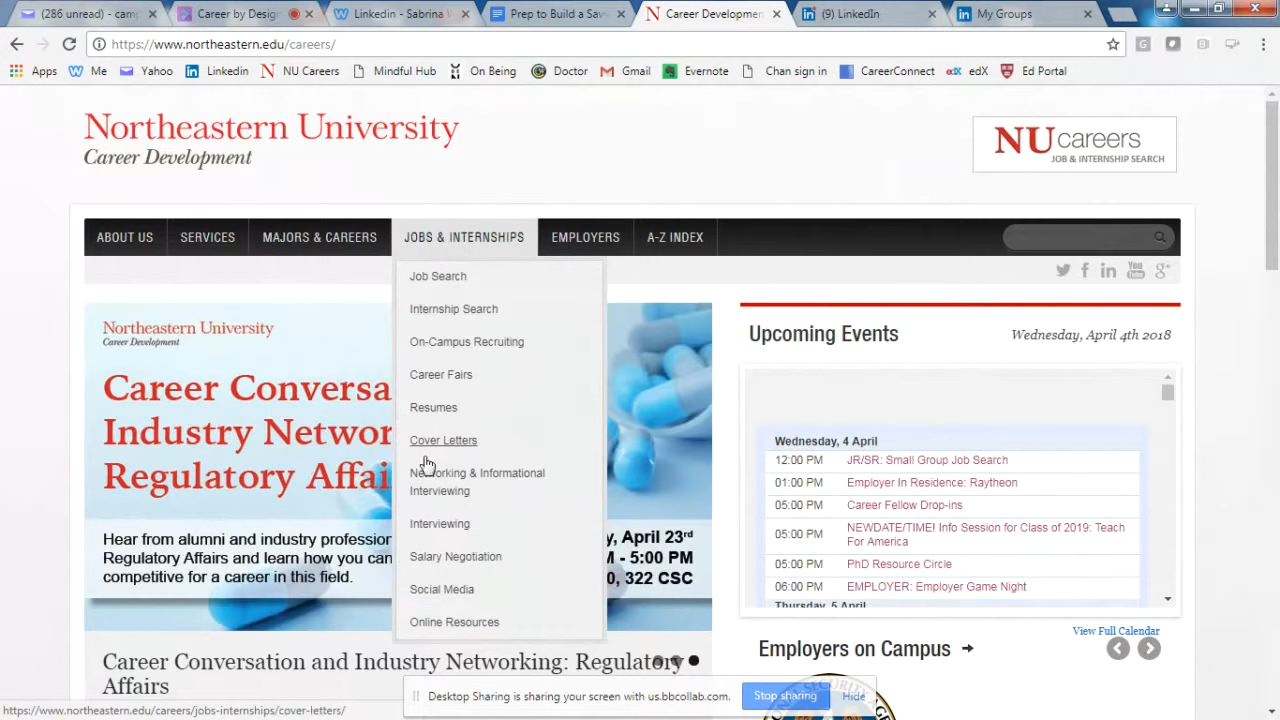 (286 unread) - camp
Career by Desig
Linkedin - Sabrina W
Prep to Build a Sav
Career Developmen
(9) LinkedIn
My Groups
https://www.northeastern.edu/careers/
Apps
Me
Yahoo
Linkedin
NU Careers
Mindful Hub
On Being
Doctor
Gmail
Evernote
Chan sign in
CareerConnect
edX
Ed Portal
Northeastern University
Career Development
NUcareers
JOB & INTERNSHIP SEARCH
ABOUT US
SERVICES
MAJORS & CAREERS
JOBS & INTERNSHIPS
EMPLOYERS
A-Z INDEX
Job Search
Internship Search
On-Campus Recruiting
Career Fairs
Resumes
Cover Letters
Networking & Informational
Interviewing
Interviewing
Salary Negotiation
Social Media
Online Resources
Northeastern University
Career Development
Career Conversa
Industry Networ
Regulatory Affai
Hear from alumni and industry profession
Regulatory Affairs and learn how you can
competitive for a career in this field.
y, April 23rd
M - 5:00 PM
0, 322 CSC
Career Conversation and Industry Networking: Regulatory
Affairs
Upcoming Events
Wednesday, April 4th 2018
Wednesday, 4 April
12:00 PM JR/SR: Small Group Job Search
01:00 PM Employer In Residence: Raytheon
05:00 PM Career Fellow Drop-ins
05:00 PM NEWDATE/TIME! Info Session for Class of 2019: Teach
For America
05:00 PM PhD Resource Circle
06:00 PM EMPLOYER: Employer Game Night
Thursday, 5 April
View Full Calendar
Employers on Campus
Desktop Sharing is sharing your screen with us.bbcollab.com.
Stop sharing
Hide
https://www.northeastern.edu/careers/jobs-internships/cover-letters/